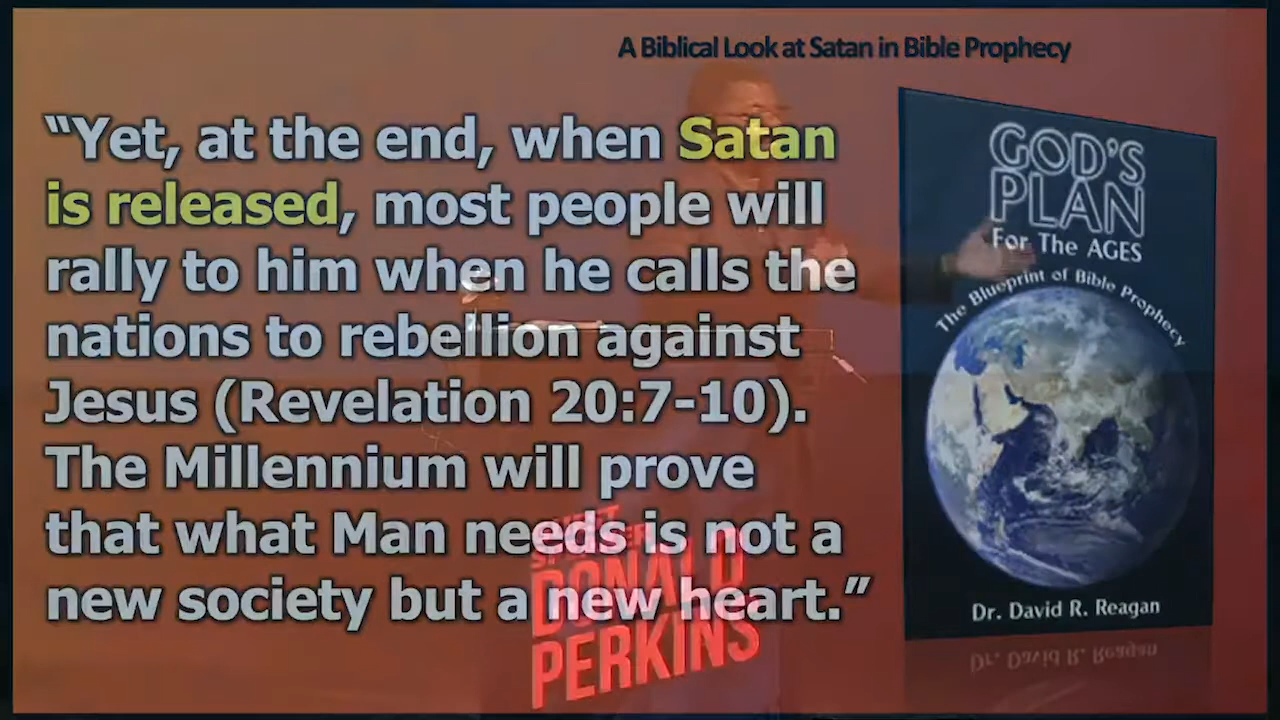 A Biblical Look at Satan in Bible Prophecy
“Yet, at the end, when Satan
is released, most people will
rally to him when he calls the
nations to rebellion against
Jesus (Revelation 20:7-10).
The Millennium will prove
that what Man needs is not a
new society but a new heart.”
GOD'S
PLAN
For The AGES
The Blueprint of Bible Prophecy
Dr. David R. Reagan
Dr. David R. Reagan
DONALD
PERKINS